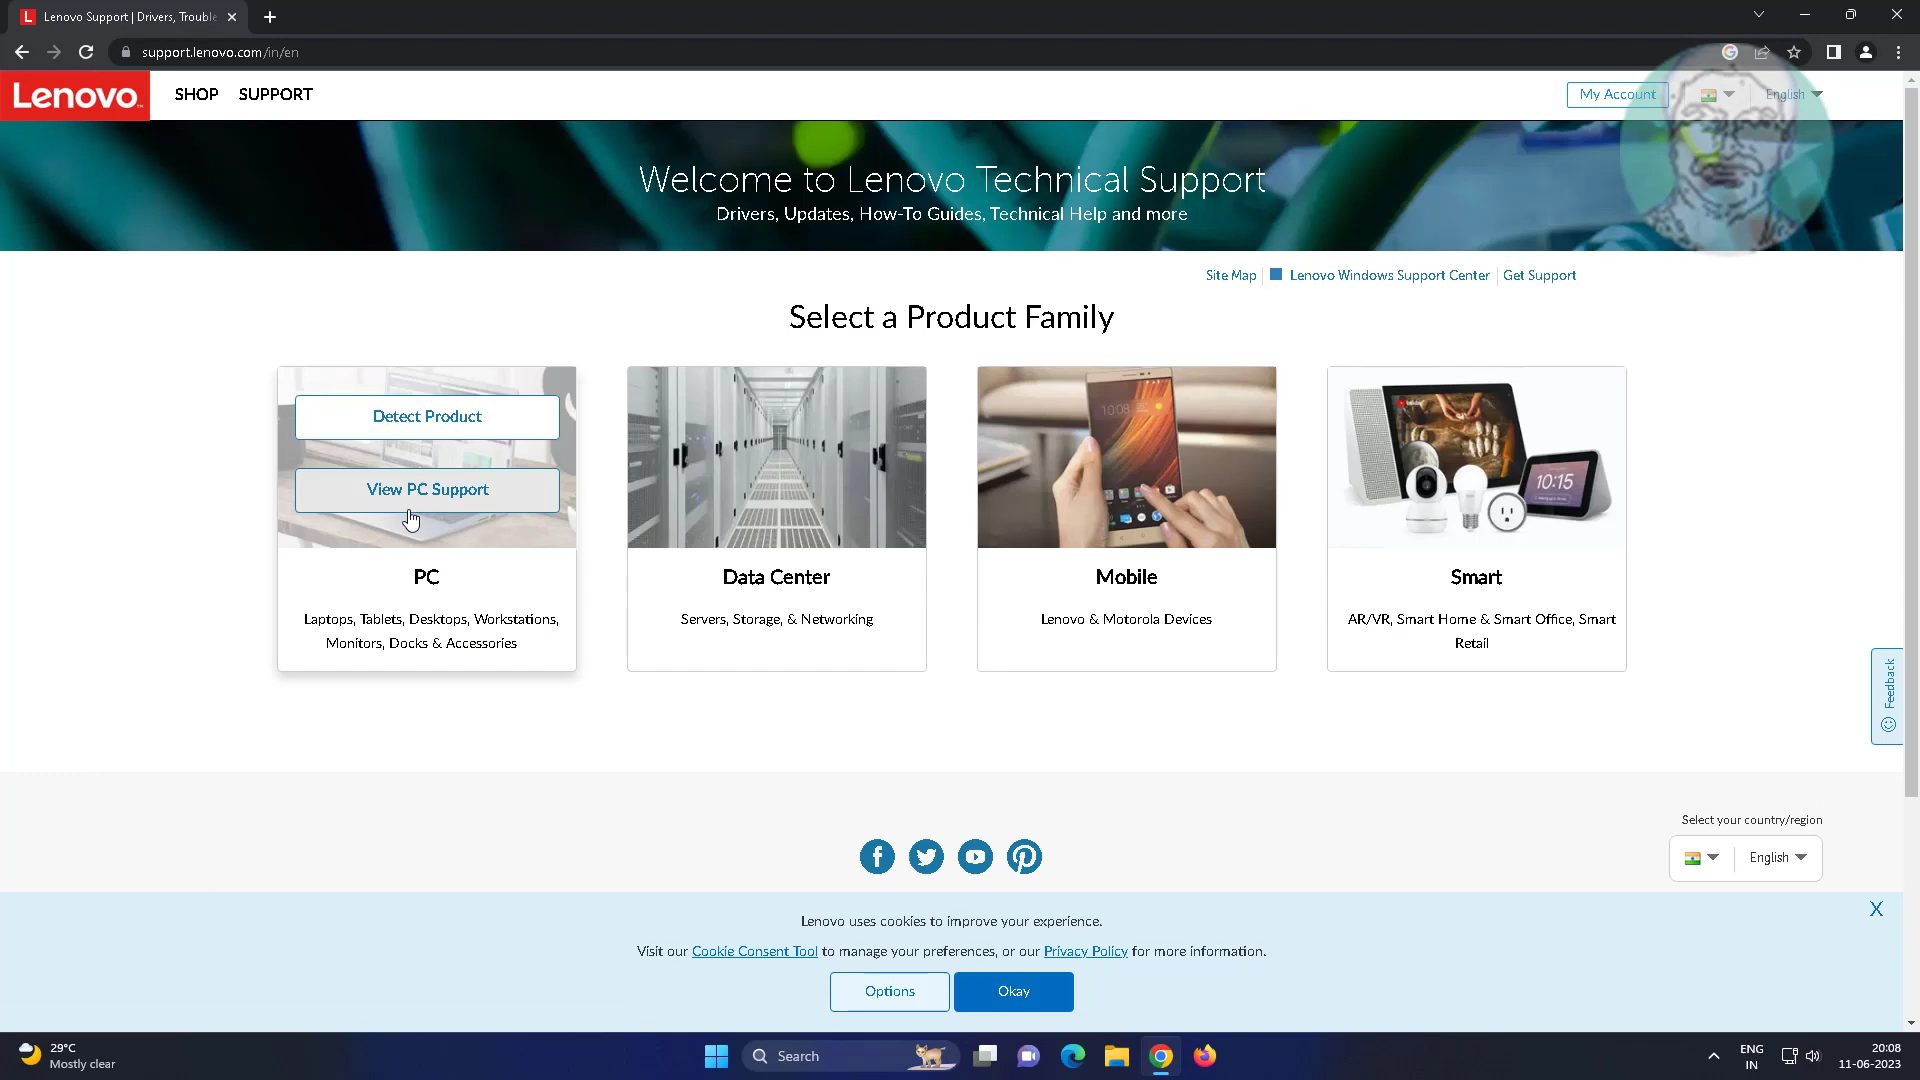 Lenovo Support | Drivers, Trouble
support.lenovo.com/in/en
Lenovo
SHOP
SUPPORT
My Account
English
Welcome to Lenovo Technical Support
Drivers, Updates, How-To Guides, Technical Help and more
Site Map
Lenovo Windows Support Center
Get Support
Select a Product Family
Detect Product
View PC Support
10:08
10:15
PC
Data Center
Mobile
Smart
Laptops, Tablets, Desktops, Workstations,
Monitors, Docks & Accessories
Servers, Storage, & Networking
Lenovo & Motorola Devices
AR/VR, Smart Home & Smart Office, Smart
Retail
Feedback
Select your country/region
English
Lenovo uses cookies to improve your experience.
Visit our Cookie Consent Tool to manage your preferences, or our Privacy Policy for more information.
X
Options
Okay
29°C
Mostly clear
Search
ENG
IN
20:08
11-06-2023